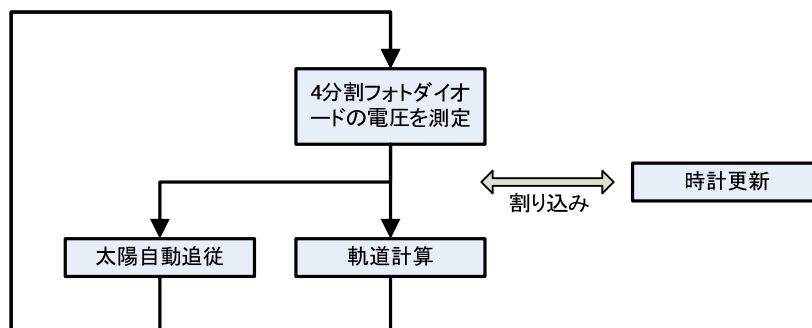 4分割フォトダイオ
ードの電圧を測定
時計更新
割り込み
太陽自動追従
軌道計算